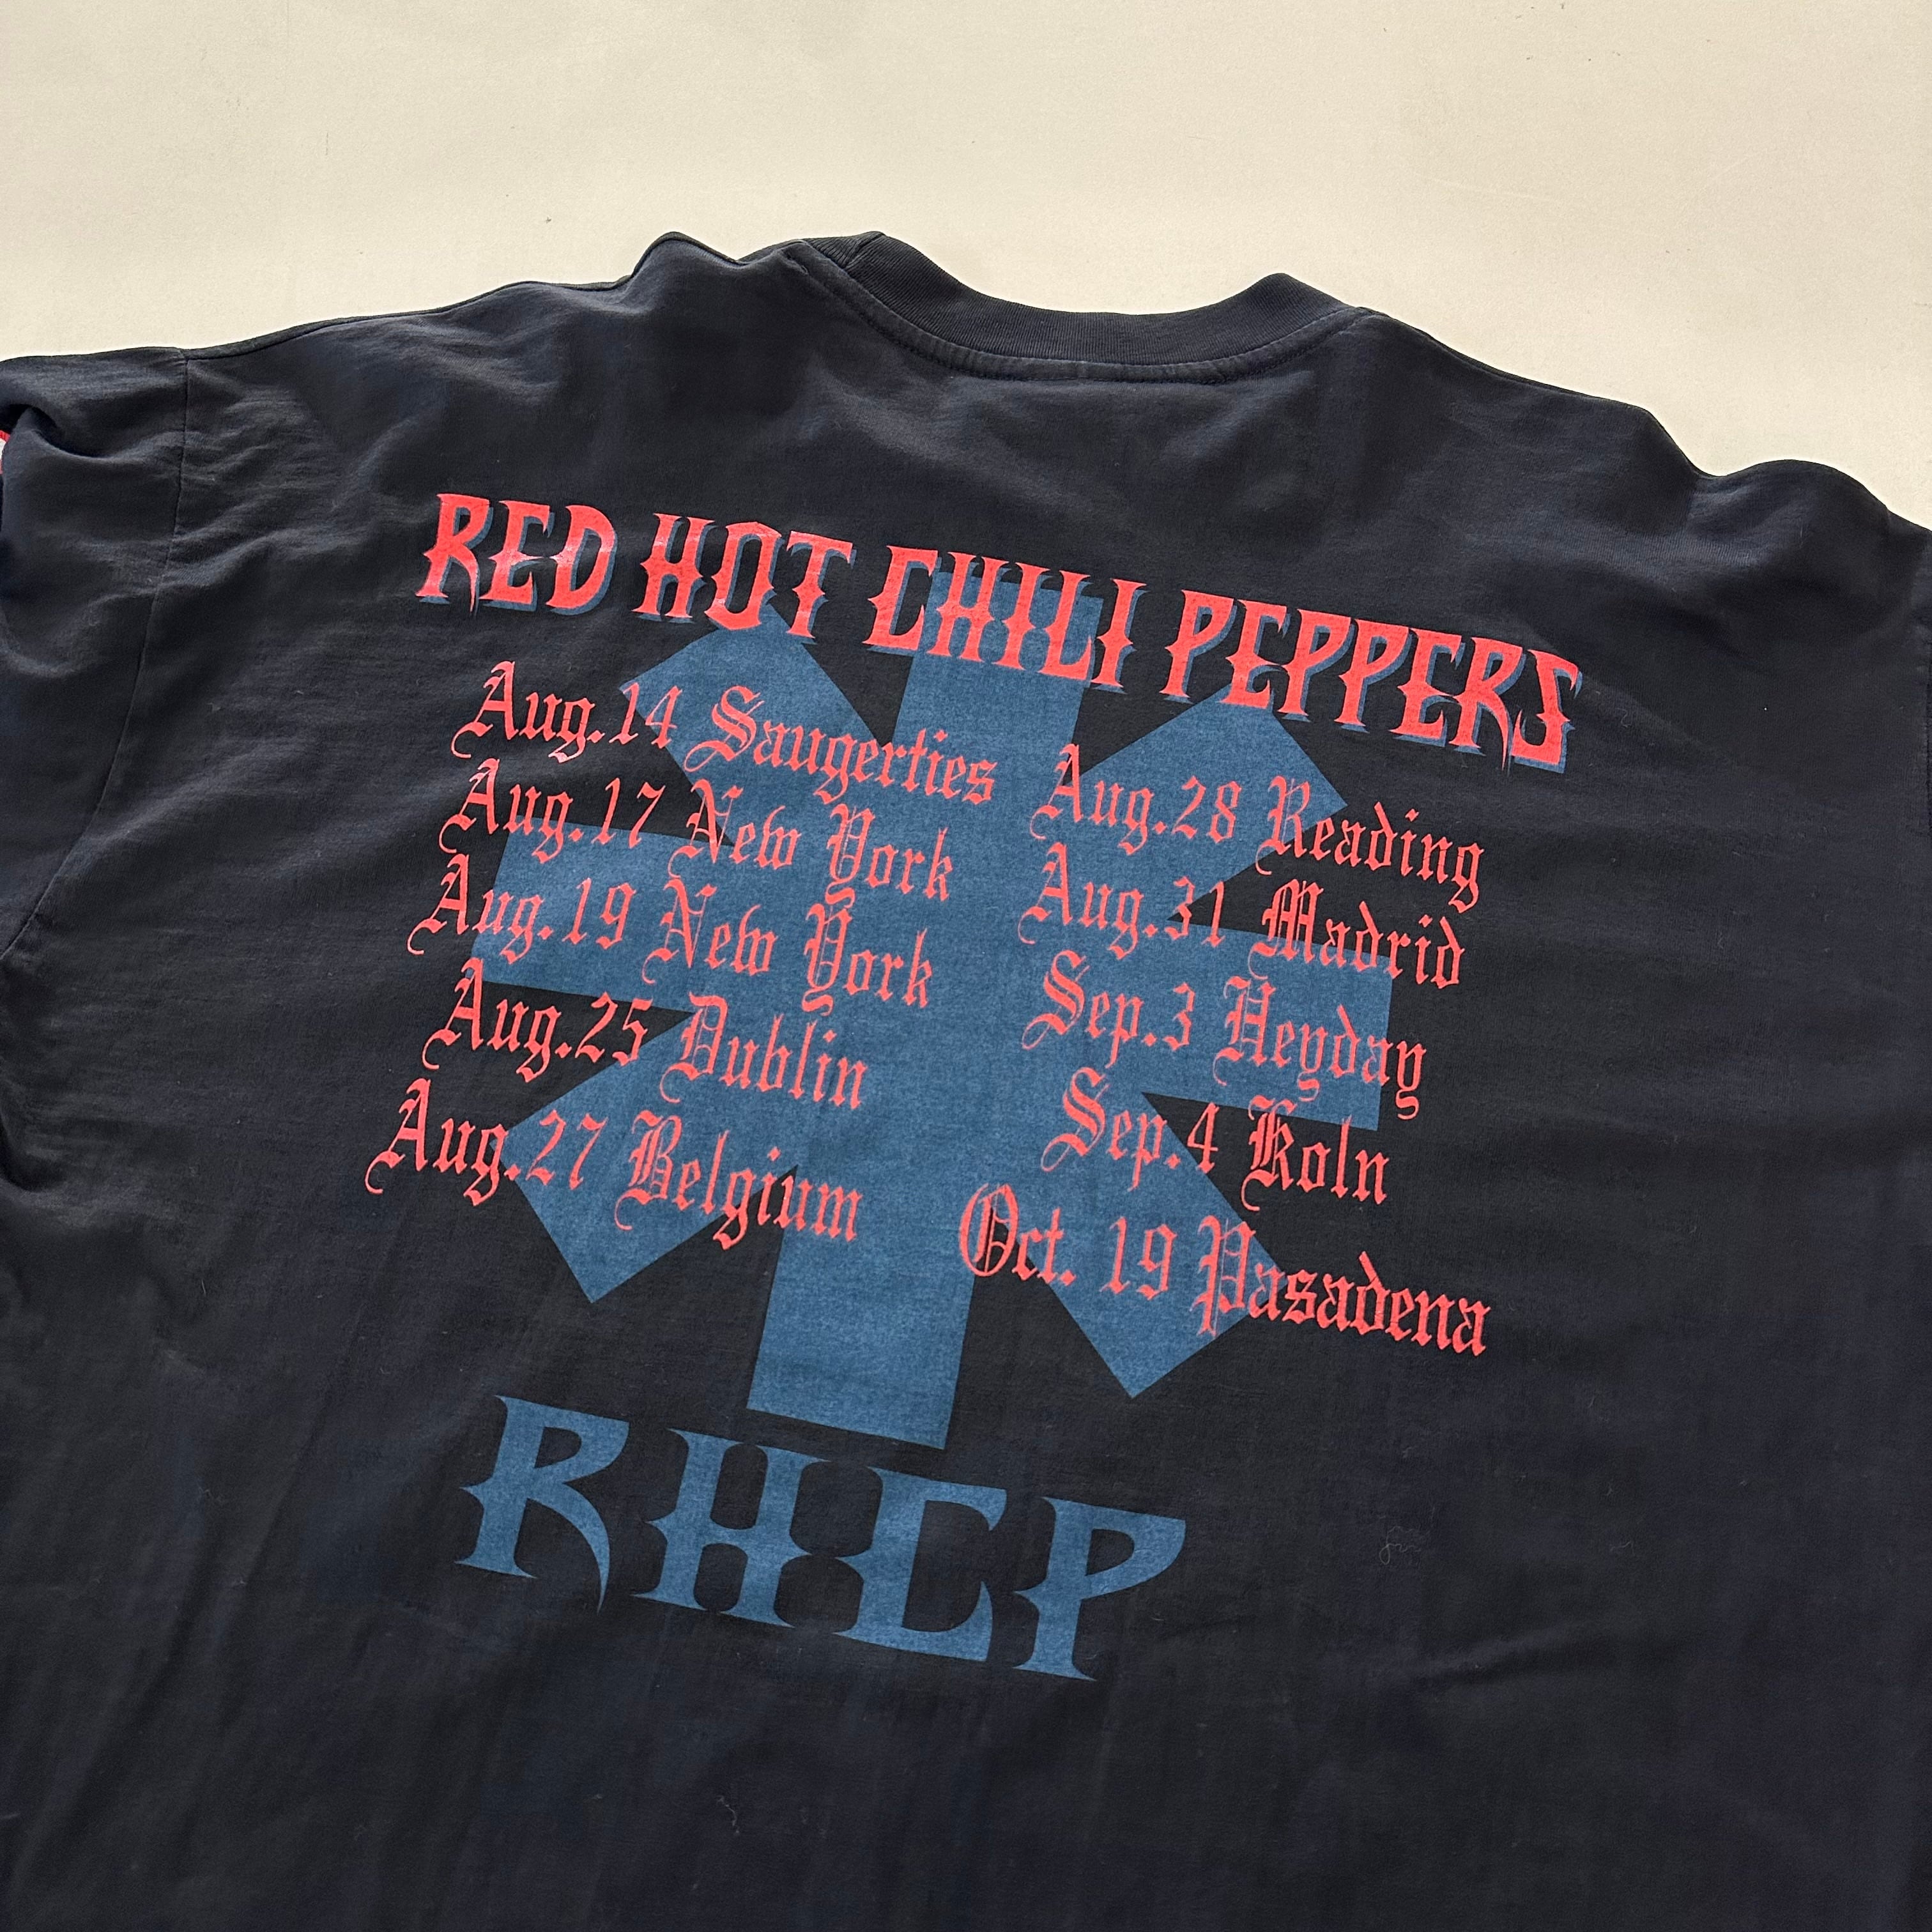 RED HOT CHILI PEPPERS
Aug.14 Saugerties
Aug.17 New York
Aug.19 New York
Aug.25 Dublin
Aug.27 Belgium
Aug.28 Reading
Aug.31 Madrid
Sep.3 Heyday
Sep.4 Koln
Oct. 19 Pasadena
RHCP